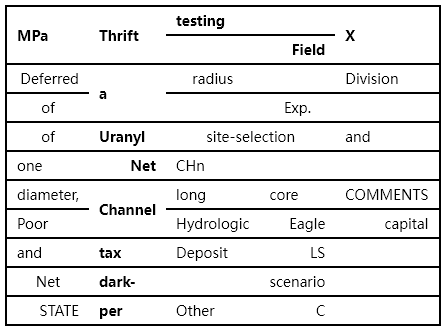 testing
MPa Thrift X
Field
Deferred radius Division
a
of Exp.
of Uranyl site-selection and
one Net CHn
diameter, long core COMMENTS
Channel
Poor Hydrologic Eagle capital
and tax Deposit LS
Net dark- scenario
STATE per Other C